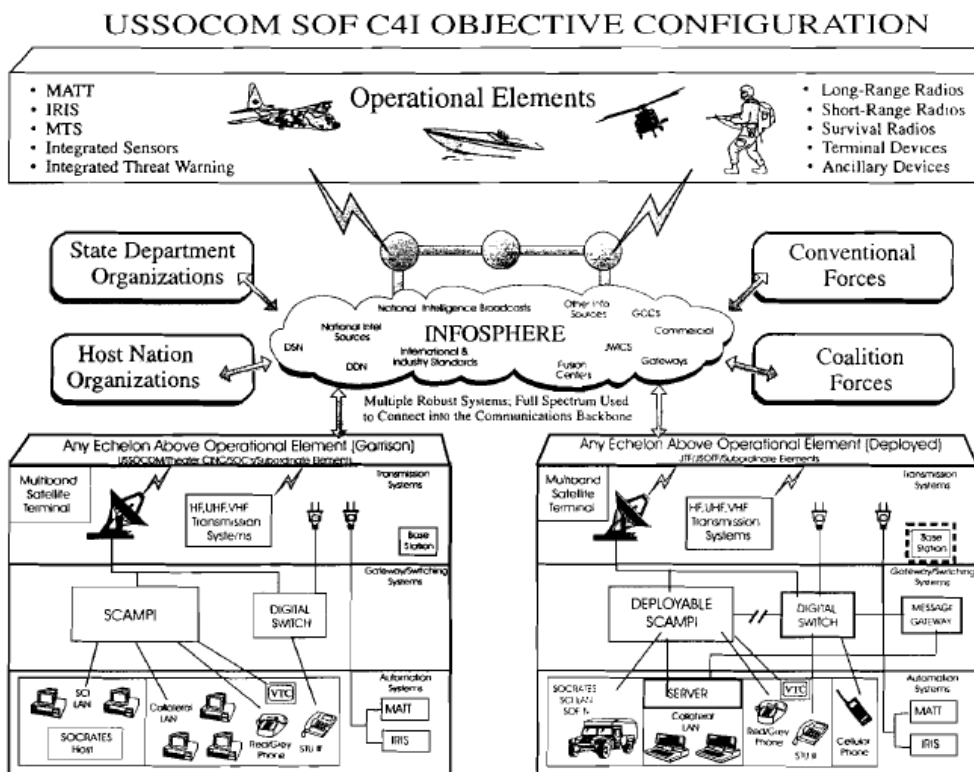 USSOCOM SOF C4I OBJECTIVE CONFIGURATION
• MATT
• IRIS
• MTS
• Integrated Sensors
• Integrated Threat Warning
Operational Elements
• Long-Range Radios
• Short-Range Radios
• Survival Radios
• Terminal Devices
• Ancillary Devices
State Department
Organizations
Conventional
Forces
Host Nation
Organizations
Coalition
Forces
National Intelligence Broadcasts
Other Info
Sources
GCCS
National Intel
Sources
INFOSPHERE
Commercial
DSN
DDN
International &
Industry Standards
JWICS
Fusion
Centers
Gateways
Multiple Robust Systems; Full Spectrum Used
to Connect into the Communications Backbone
Any Echelon Above Operational Element (Garrison)
USSOCOM/Theater CINC/SOC's/Subordinate Elements
Multiband
Satellite
Terminal
HF,UHF,VHF
Transmission
Systems
Transmission
Systems
Base
Station
Gateway/Switching
Systems
SCAMPI
DIGITAL
SWITCH
Automation
Systems
SCI
LAN
Collateral
LAN
VTC
SOCRATES
Host
Red/Grey
Phone
STU III
MATT
IRIS
Any Echelon Above Operational Element (Deployed)
JTF/JSOTF/Subordinate Elements
Multiband
Satellite
Terminal
HF,UHF,VHF
Transmission
Systems
Transmission
Systems
Base
Station
Gateway/Switching
Systems
DEPLOYABLE
SCAMPI
DIGITAL
SWITCH
MESSAGE
GATEWAY
Automation
Systems
SOCRATES
SCI LAN
SERVER
Collateral
LAN
VTC
Red/Grey
Phone
STU III
Cellular
Phone
MATT
IRIS